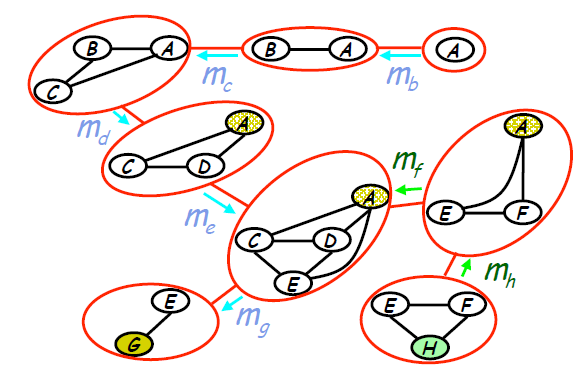 B A B A A
m_c m_b
C
m_d
A A
C D m_f
m_e A E F
C D
E m_h
E E F
m_g
G H